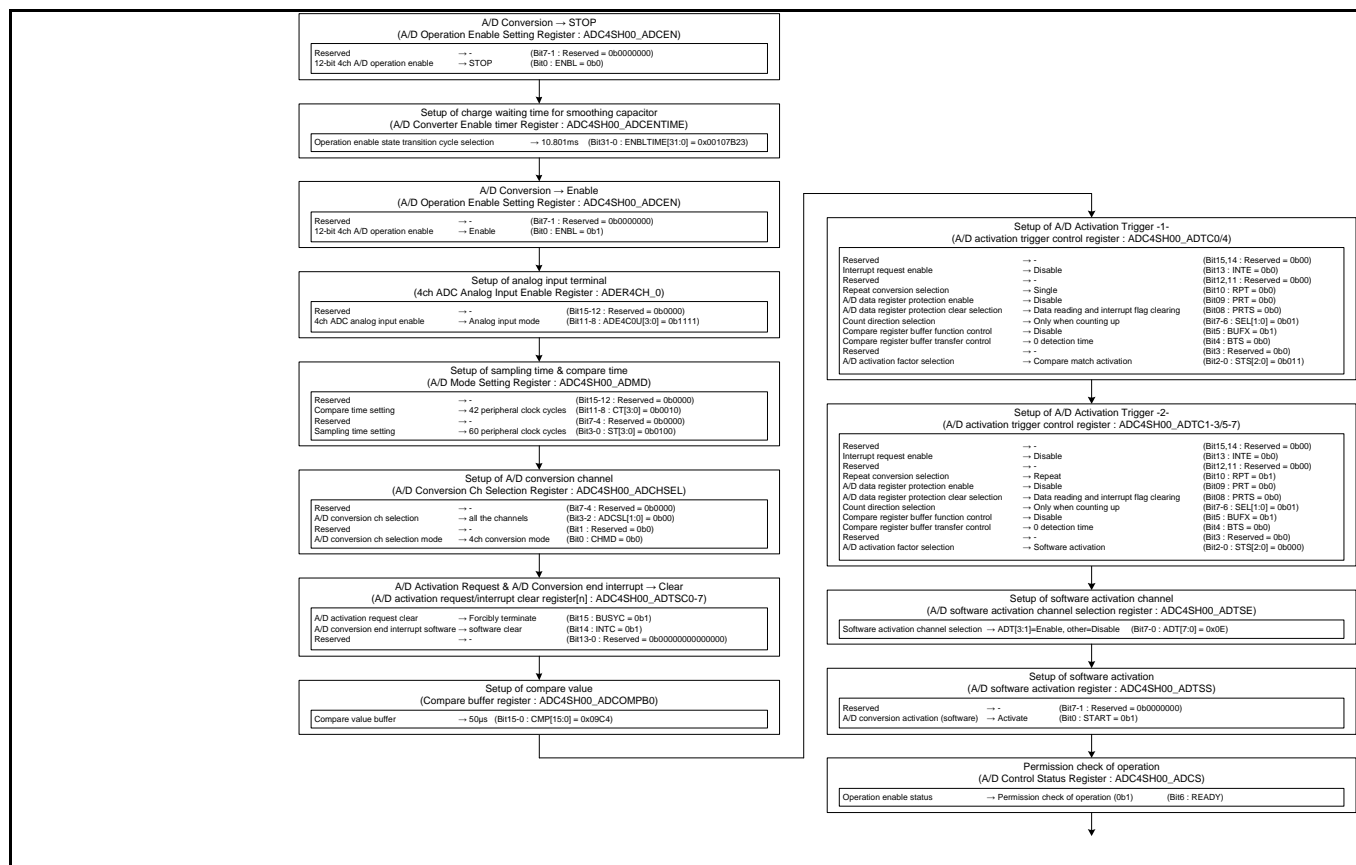 A/D Conversion → STOP
(A/D Operation Enable Setting Register : ADC4SH00_ADCEN)
Reserved → - (Bit7-1 : Reserved = 0b0000000)
12-bit 4ch A/D operation enable → STOP (Bit0 : ENBL = 0b0)
Setup of charge waiting time for smoothing capacitor
(A/D Converter Enable timer Register : ADC4SH00_ADCENTIME)
Operation enable state transition cycle selection → 10.801ms (Bit31-0 : ENBLTIME[31:0] = 0x00107B23)
A/D Conversion → Enable
(A/D Operation Enable Setting Register : ADC4SH00_ADCEN)
Reserved → - (Bit7-1 : Reserved = 0b0000000)
12-bit 4ch A/D operation enable → Enable (Bit0 : ENBL = 0b1)
Setup of analog input terminal
(4ch ADC Analog Input Enable Register : ADER4CH_0)
Reserved → - (Bit15-12 : Reserved = 0b0000)
4ch ADC analog input enable → Analog input mode (Bit11-8 : ADE4C0U[3:0] = 0b1111)
Setup of sampling time & compare time
(A/D Mode Setting Register : ADC4SH00_ADMD)
Reserved → - (Bit15-12 : Reserved = 0b0000)
Compare time setting → 42 peripheral clock cycles (Bit11-8 : CT[3:0] = 0b0010)
Reserved → - (Bit7-4 : Reserved = 0b0000)
Sampling time setting → 60 peripheral clock cycles (Bit3-0 : ST[3:0] = 0b0100)
Setup of A/D conversion channel
(A/D Conversion Ch Selection Register : ADC4SH00_ADCHSEL)
Reserved → - (Bit7-4 : Reserved = 0b0000)
A/D conversion ch selection → all the channels (Bit3-2 : ADCSL[1:0] = 0b00)
Reserved → - (Bit1 : Reserved = 0b0)
A/D conversion ch selection mode → 4ch conversion mode (Bit0 : CHMD = 0b0)
A/D Activation Request & A/D Conversion end interrupt → Clear
(A/D activation request/interrupt clear register[n] : ADC4SH00_ADTSC0-7)
A/D activation request clear → Forcibly terminate (Bit15 : BUSYC = 0b1)
A/D conversion end interrupt software → software clear (Bit14 : INTC = 0b1)
Reserved → - (Bit13-0 : Reserved = 0b00000000000000)
Setup of compare value
(Compare buffer register : ADC4SH00_ADCOMPB0)
Compare value buffer → 50μs (Bit15-0 : CMP[15:0] = 0x09C4)
Setup of A/D Activation Trigger -1-
(A/D activation trigger control register : ADC4SH00_ADTC0/4)
Reserved → - (Bit15,14 : Reserved = 0b00)
Interrupt request enable → Disable (Bit13 : INTE = 0b0)
Reserved → - (Bit12,11 : Reserved = 0b00)
Repeat conversion selection → Single (Bit10 : RPT = 0b0)
A/D data register protection enable → Disable (Bit09 : PRT = 0b0)
A/D data register protection clear selection → Data reading and interrupt flag clearing (Bit08 : PRTS = 0b0)
Count direction selection → Only when counting up (Bit7-6 : SEL[1:0] = 0b01)
Compare register buffer function control → Disable (Bit5 : BUFX = 0b1)
Compare register buffer transfer control → 0 detection time (Bit4 : BTS = 0b0)
Reserved → - (Bit3 : Reserved = 0b0)
A/D activation factor selection → Compare match activation (Bit2-0 : STS[2:0] = 0b011)
Setup of A/D Activation Trigger -2-
(A/D activation trigger control register : ADC4SH00_ADTC1-3/5-7)
Reserved → - (Bit15,14 : Reserved = 0b00)
Interrupt request enable → Disable (Bit13 : INTE = 0b0)
Reserved → - (Bit12,11 : Reserved = 0b00)
Repeat conversion selection → Repeat (Bit10 : RPT = 0b1)
A/D data register protection enable → Disable (Bit09 : PRT = 0b0)
A/D data register protection clear selection → Data reading and interrupt flag clearing (Bit08 : PRTS = 0b0)
Count direction selection → Only when counting up (Bit7-6 : SEL[1:0] = 0b01)
Compare register buffer function control → Disable (Bit5 : BUFX = 0b1)
Compare register buffer transfer control → 0 detection time (Bit4 : BTS = 0b0)
Reserved → - (Bit3 : Reserved = 0b0)
A/D activation factor selection → Software activation (Bit2-0 : STS[2:0] = 0b000)
Setup of software activation channel
(A/D software activation channel selection register : ADC4SH00_ADTSE)
Software activation channel selection → ADT[3:1]=Enable, other=Disable (Bit7-0 : ADT[7:0] = 0x0E)
Setup of software activation
(A/D software activation register : ADC4SH00_ADTSS)
Reserved → - (Bit7-1 : Reserved = 0b0000000)
A/D conversion activation (software) → Activate (Bit0 : START = 0b1)
Permission check of operation
(A/D Control Status Register : ADC4SH00_ADCS)
Operation enable status → Permission check of operation (0b1) (Bit6 : READY)